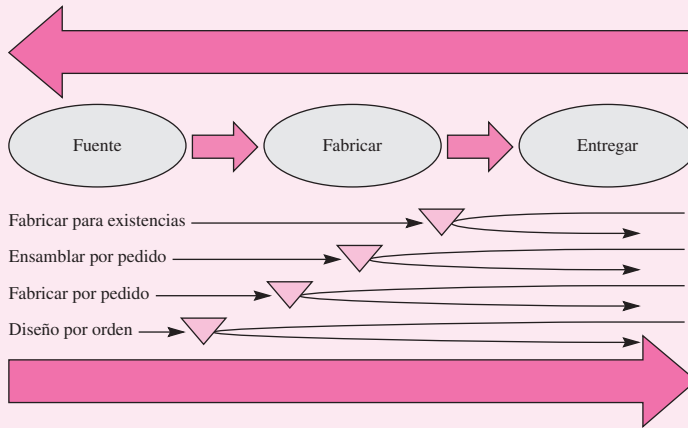 Fuente
Fabricar
Entregar
Fabricar para existencias
Ensamblar por pedido
Fabricar por pedido
Diseño por orden